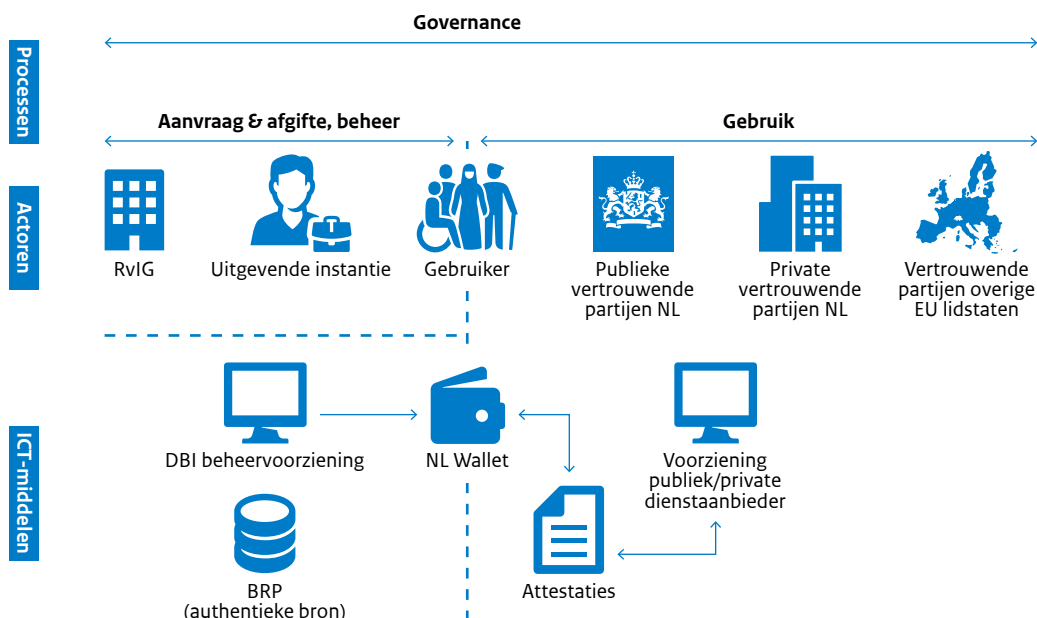 Governance
Processen
Aanvraag & afgifte, beheer
Gebruik
Actoren
RvIG
Uitgevende instantie
Gebruiker
Publieke
vertrouwende
partijen NL
Private
vertrouwende
partijen NL
Vertrouwende
partijen overige
EU lidstaten
ICT-middelen
DBI beheervoorziening
NL Wallet
Voorziening
publiek/private
dienstaanbieder
BRP
(authentieke bron)
Attestaties